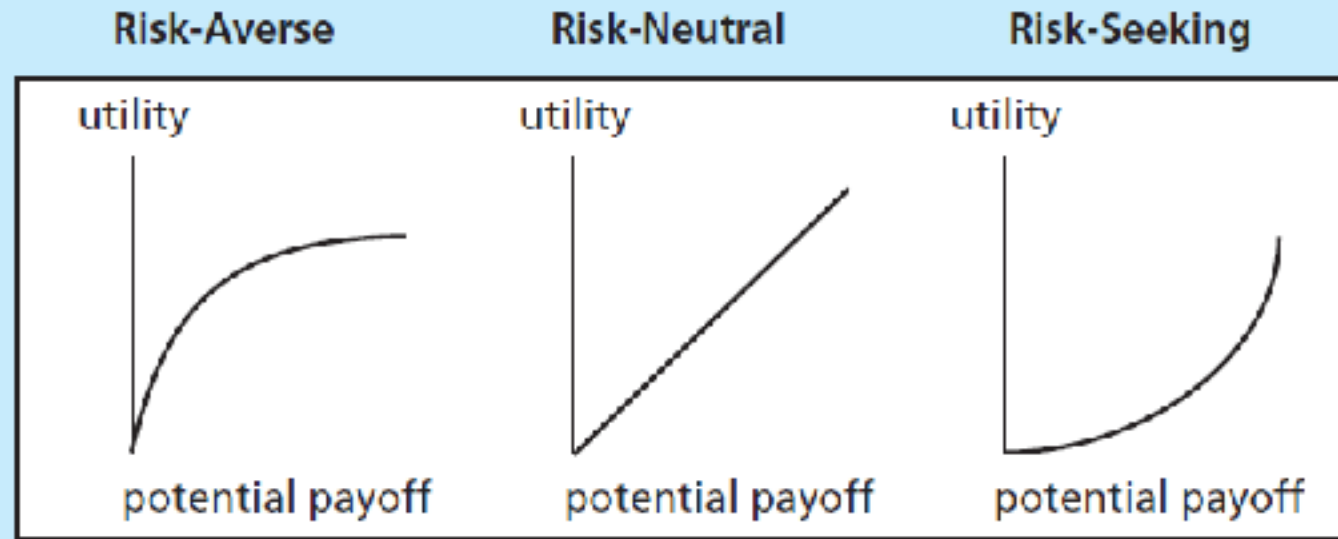 Risk-Averse Risk-Neutral Risk-Seeking
utility utility utility
potential payoff potential payoff potential payoff